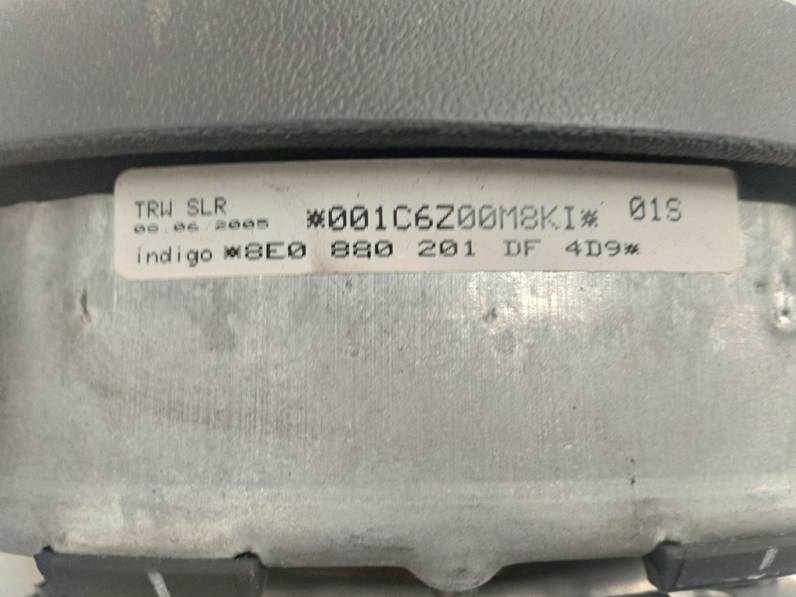 TRW SLR *001C6Z00M8KI* 01S
08.06.2005
indigo *8E0 880 201 DF 4D9*